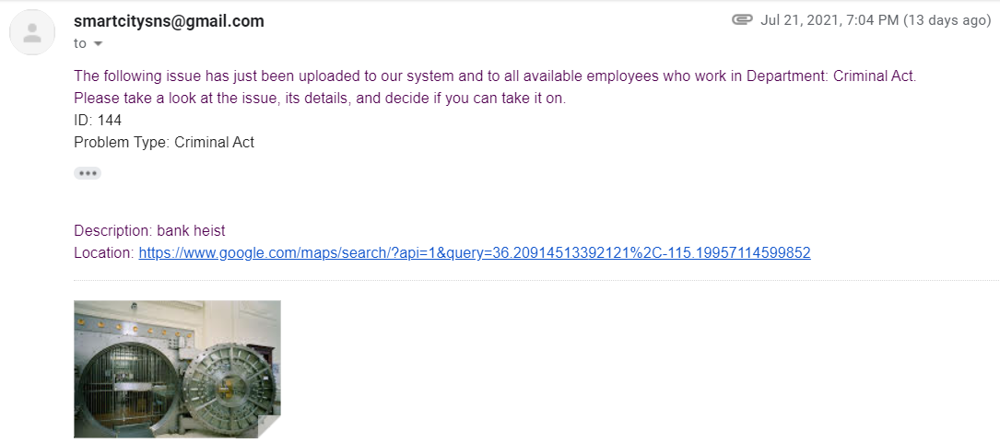 smartcitysns@gmail.com
Jul 21, 2021, 7:04 PM (13 days ago)
to
The following issue has just been uploaded to our system and to all available employees who work in Department: Criminal Act.
Please take a look at the issue, its details, and decide if you can take it on.
ID: 144
Problem Type: Criminal Act
Description: bank heist
Location: https://www.google.com/maps/search/?api=1&query=36.20914513392121%2C-115.19957114599852